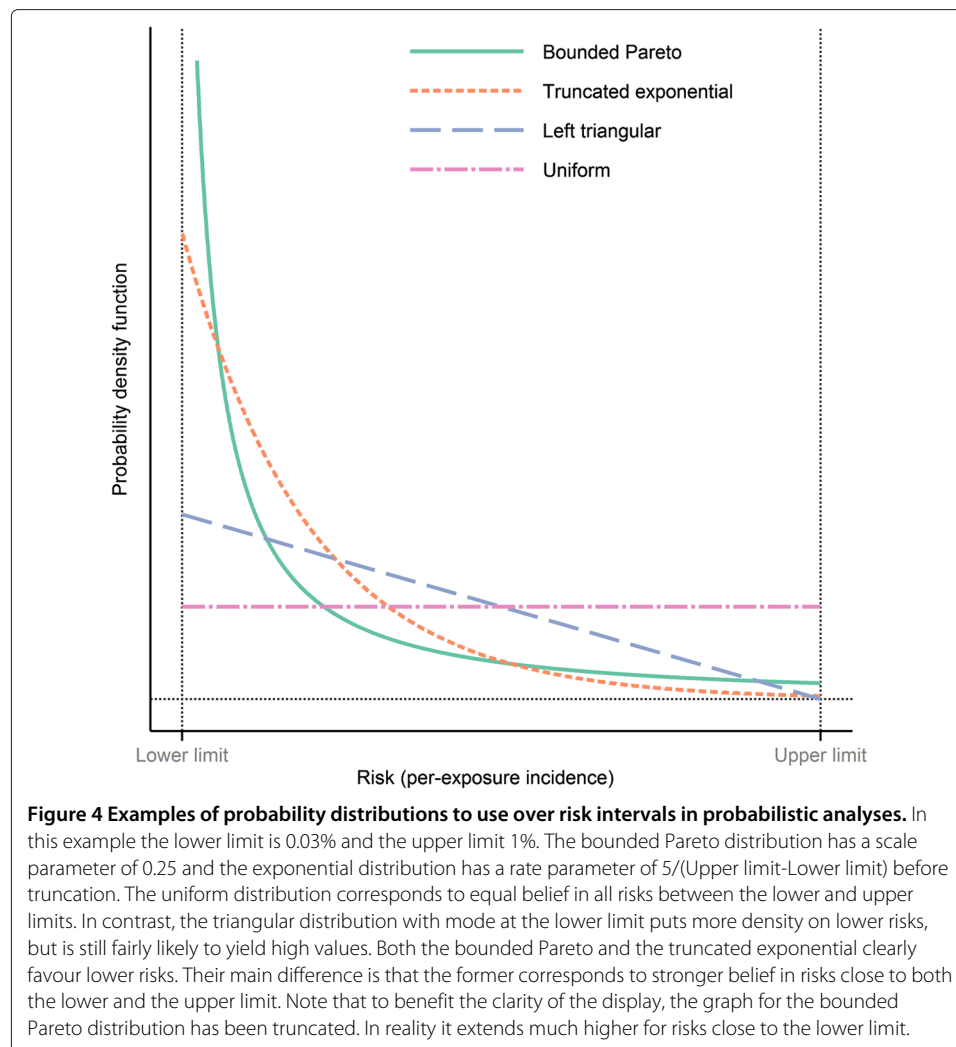 Bounded Pareto
Truncated exponential
Left triangular
Uniform
Probability density function
Lower limit
Upper limit
Risk (per-exposure incidence)
Figure 4 Examples of probability distributions to use over risk intervals in probabilistic analyses. In
this example the lower limit is 0.03% and the upper limit 1%. The bounded Pareto distribution has a scale
parameter of 0.25 and the exponential distribution has a rate parameter of 5/(Upper limit-Lower limit) before
truncation. The uniform distribution corresponds to equal belief in all risks between the lower and upper
limits. In contrast, the triangular distribution with mode at the lower limit puts more density on lower risks,
but is still fairly likely to yield high values. Both the bounded Pareto and the truncated exponential clearly
favour lower risks. Their main difference is that the former corresponds to stronger belief in risks close to both
the lower and the upper limit. Note that to benefit the clarity of the display, the graph for the bounded
Pareto distribution has been truncated. In reality it extends much higher for risks close to the lower limit.